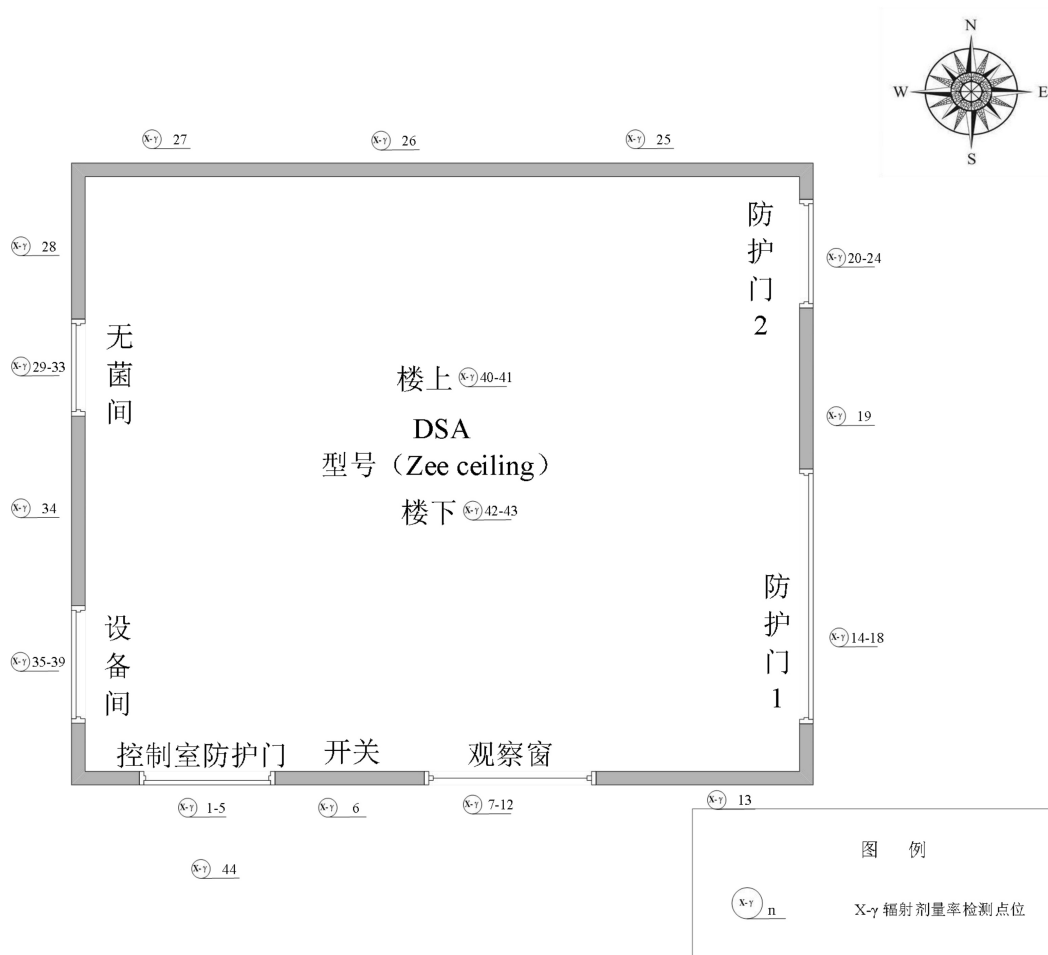 N
W
E
S
X-γ 27
X-γ 26
X-γ 25
防护门2
X-γ 28
X-γ 20-24
无菌间
X-γ 29-33
楼上 X-γ 40-41
X-γ 19
DSA
型号（Zee ceiling）
楼下 X-γ 42-43
X-γ 34
防护门1
设备间
X-γ 14-18
X-γ 35-39
控制室防护门
开关
观察窗
X-γ 1-5
X-γ 6
X-γ 7-12
X-γ 13
X-γ 44
图 例
X-γ n
X-γ 辐射剂量率检测点位